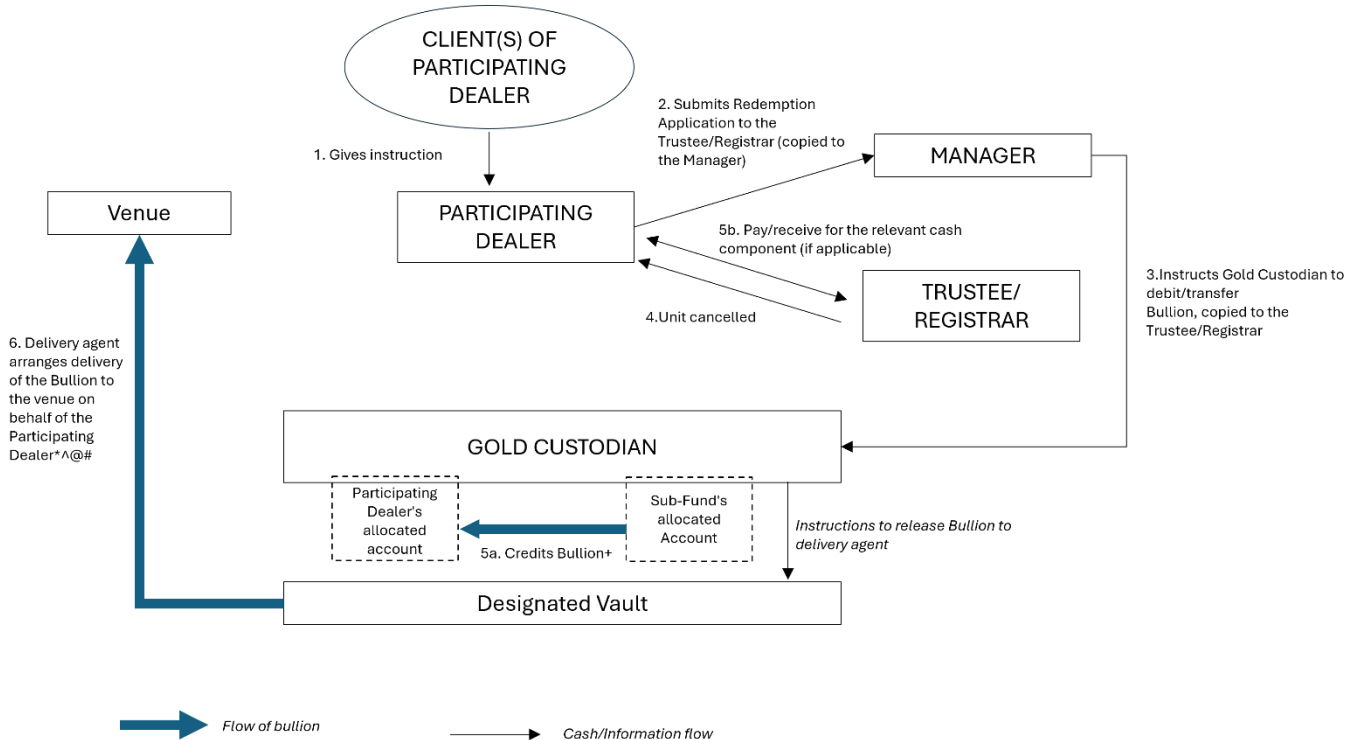 CLIENT(S) OF
PARTICIPATING
DEALER
1. Gives instruction
2. Submits Redemption
Application to the
Trustee/Registrar (copied to
the Manager)
MANAGER
Venue
PARTICIPATING
DEALER
5b. Pay/receive for the relevant cash
component (if applicable)
4.Unit cancelled
TRUSTEE/
REGISTRAR
3.Instructs Gold Custodian to
debit/transfer
Bullion, copied to the
Trustee/Registrar
6. Delivery agent
arranges delivery
of the Bullion to
the venue on
behalf of the
Participating
Dealer*^@#
GOLD CUSTODIAN
Participating
Dealer's
allocated
account
5a. Credits Bullion+
Sub-Fund's
allocated
Account
Instructions to release Bullion to
delivery agent
Designated Vault
Flow of bullion
Cash/Information flow